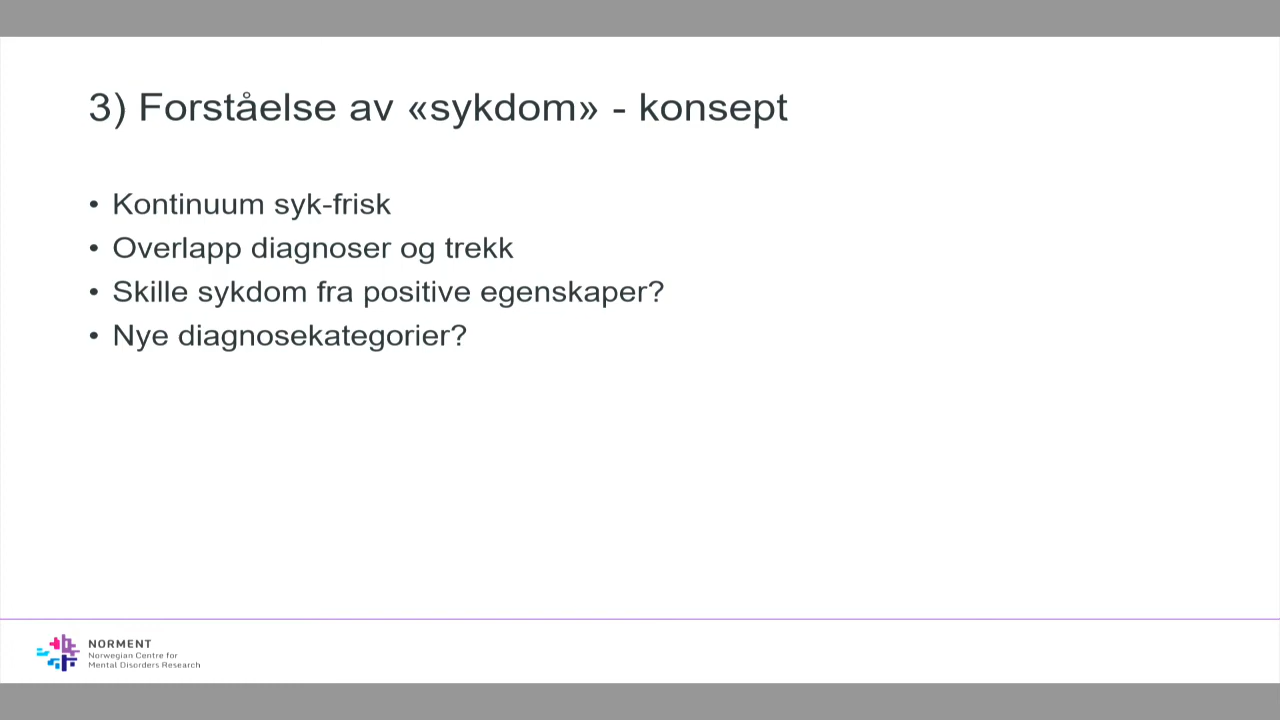 3) Forståelse av «sykdom» - konsept
• Kontinuum syk-frisk
• Overlapp diagnoser og trekk
• Skille sykdom fra positive egenskaper?
• Nye diagnosekategorier?
NORMENT
Norwegian Centre for
Mental Disorders Research